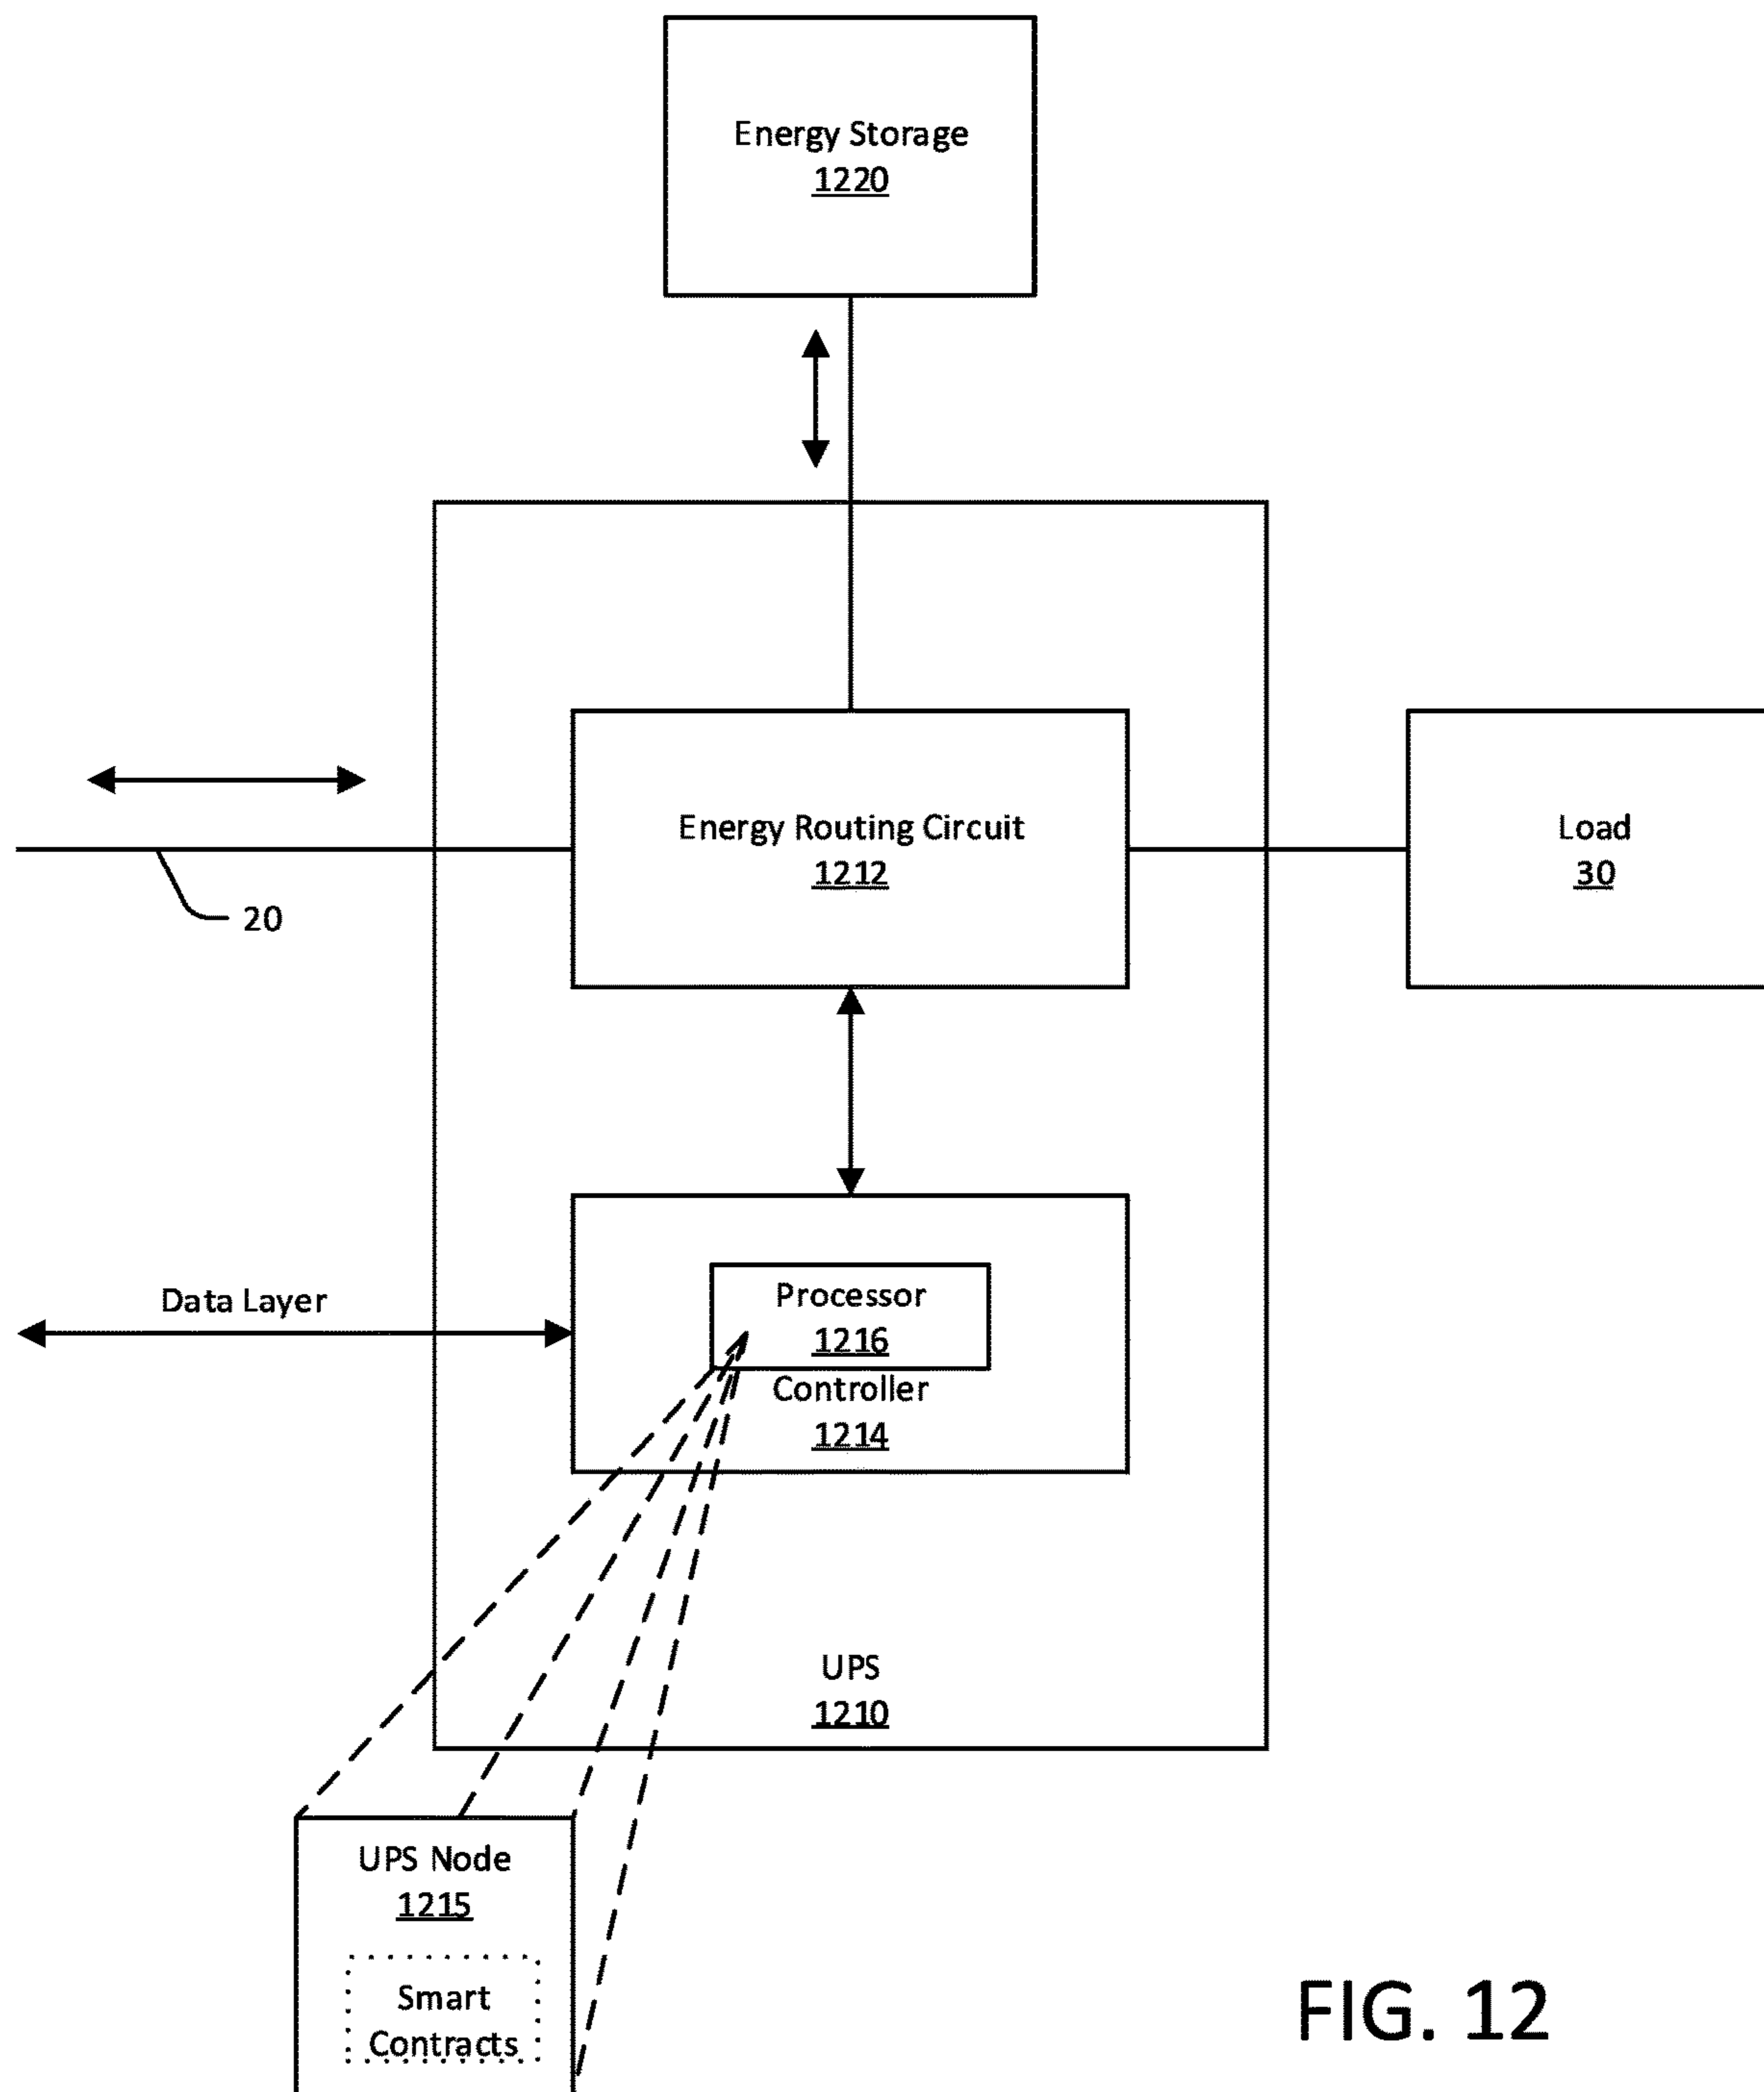 Energy Storage
1220
Energy Routing Circuit
1212
Load
30
20
Data Layer
Processor
1216
Controller
1214
UPS
1210
UPS Node
1215
Smart
Contracts
FIG. 12